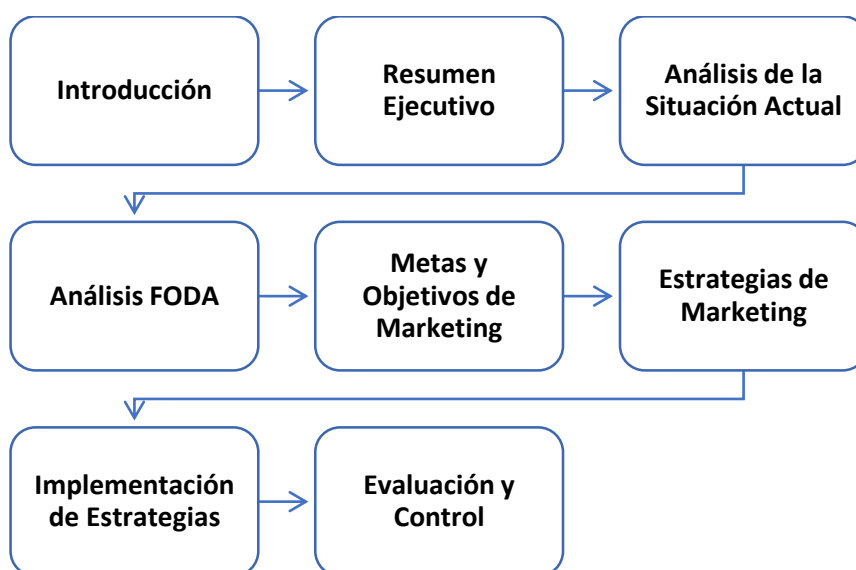 Introducción
Resumen
Ejecutivo
Análisis de la
Situación Actual
Análisis FODA
Metas y
Objetivos de
Marketing
Estrategias de
Marketing
Implementación
de Estrategias
Evaluación y
Control